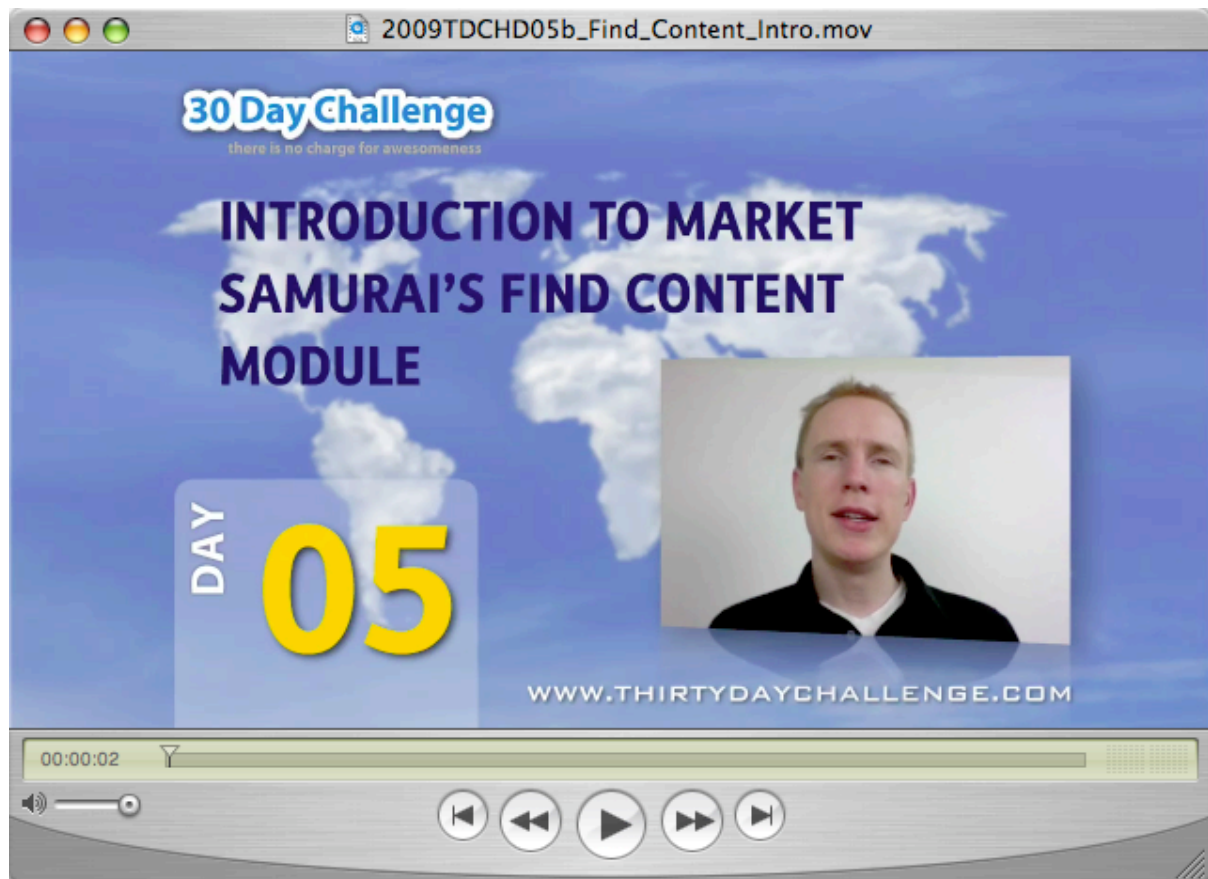 2009TDCHD05b_Find_Content_Intro.mov
30 Day Challenge
there is no charge for awesomeness
INTRODUCTION TO MARKET
SAMURAI'S FIND CONTENT
MODULE
DAY
05
WWW.THIRTYDAYCHALLENGE.COM
00:00:02